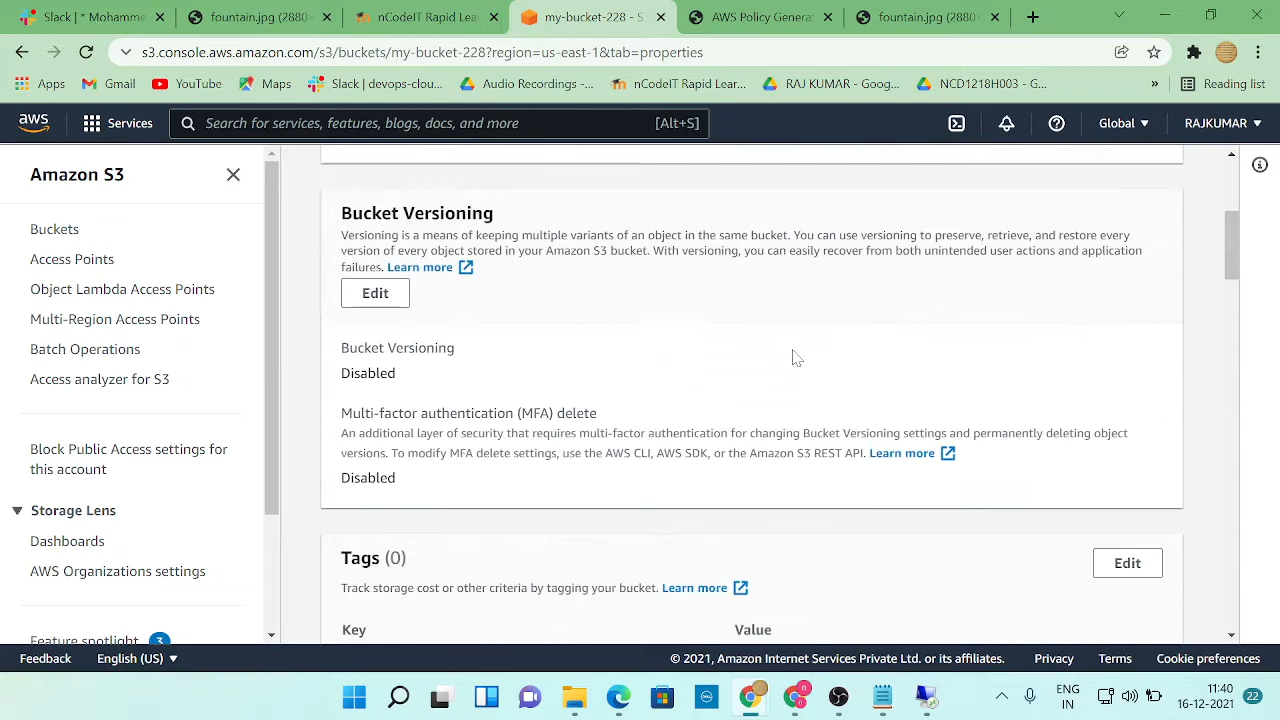 * Mohamme
fountain.jpg (2880×
nCodeIT Rapid Lear
my-bucket-228 - S
AWS Policy Genera
fountain.jpg (2880×
s3.console.aws.amazon.com/s3/buckets/my-bucket-228?region=us-east-1&tab=properties
Apps
Gmail
YouTube
Maps
Slack | devops-clou...
Audio Recordings -...
nCodeIT Rapid Lear...
RAJ KUMAR - Goog...
NCD1218H003 - G...
»
Reading list
aws
Services
Search for services, features, blogs, docs, and more
[Alt+S]
Global
RAJKUMAR
Amazon S3
Buckets
Access Points
Object Lambda Access Points
Multi-Region Access Points
Batch Operations
Access analyzer for S3
Block Public Access settings for
this account
Storage Lens
Dashboards
AWS Organizations settings
Feature spotlight 3
Bucket Versioning
Versioning is a means of keeping multiple variants of an object in the same bucket. You can use versioning to preserve, retrieve, and restore every
version of every object stored in your Amazon S3 bucket. With versioning, you can easily recover from both unintended user actions and application
failures. Learn more
Edit
Bucket Versioning
Disabled
Multi-factor authentication (MFA) delete
An additional layer of security that requires multi-factor authentication for changing Bucket Versioning settings and permanently deleting object
versions. To modify MFA delete settings, use the AWS CLI, AWS SDK, or the Amazon S3 REST API. Learn more
Disabled
Tags (0)
Edit
Track storage cost or other criteria by tagging your bucket. Learn more
Key
Value
Feedback
English (US)
© 2021, Amazon Internet Services Private Ltd. or its affiliates.
Privacy
Terms
Cookie preferences
ENG
IN
11:40
16-12-2021
22